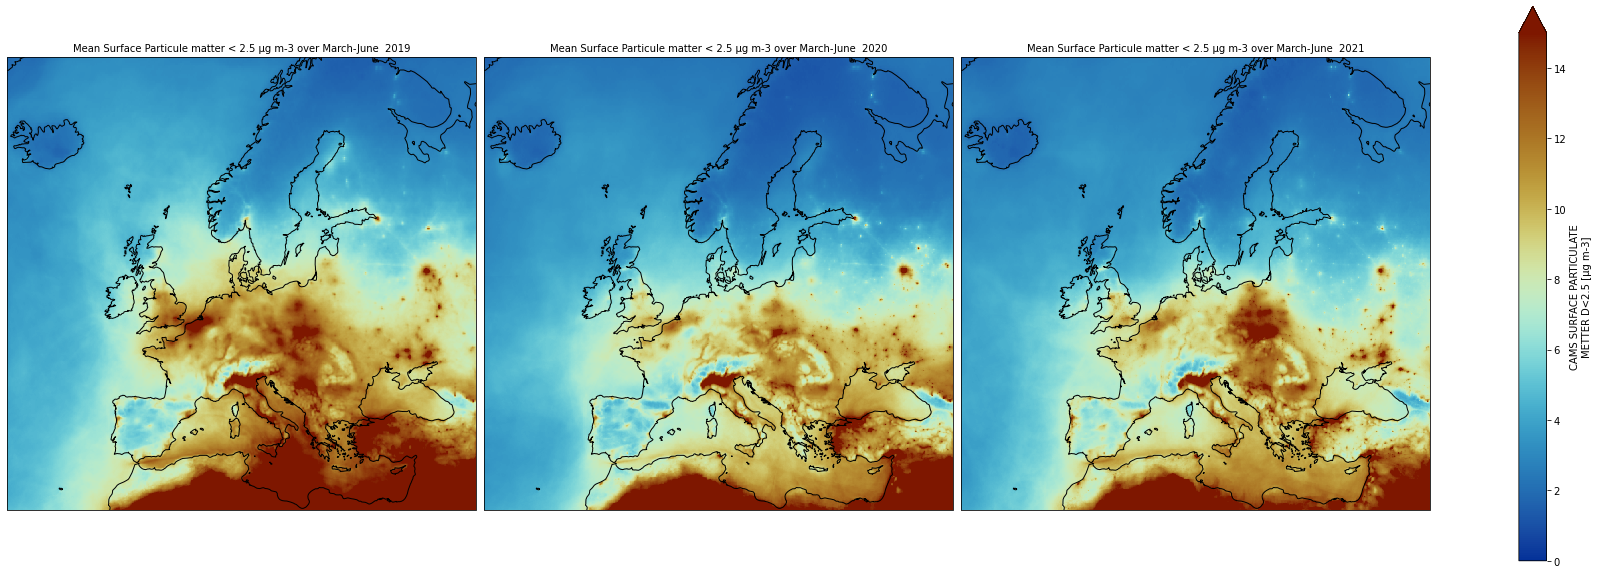 Mean Surface Particule matter < 2.5 µg m-3 over March-June  2019
Mean Surface Particule matter < 2.5 µg m-3 over March-June  2020
Mean Surface Particule matter < 2.5 µg m-3 over March-June  2021
14
12
10
8
6
4
2
0
CAMS SURFACE PARTICULATE
METTER D<2.5 [µg m-3]